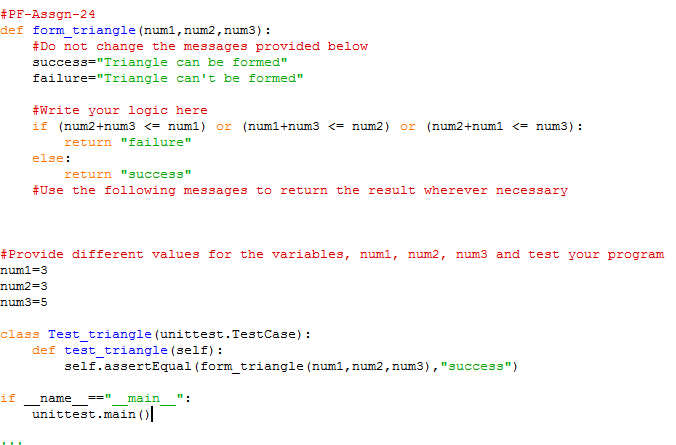 #PF-Assgn-24
def form_triangle(num1,num2,num3):
    #Do not change the messages provided below
    success="Triangle can be formed"
    failure="Triangle can't be formed"
    #Write your logic here
    if (num2+num3 <= num1) or (num1+num3 <= num2) or (num2+num1 <= num3):
        return "failure"
    else:
        return "success"
    #Use the following messages to return the result wherever necessary
#Provide different values for the variables, num1, num2, num3 and test your program
num1=3
num2=3
num3=5
class Test_triangle(unittest.TestCase):
    def test_triangle(self):
        self.assertEqual(form_triangle(num1,num2,num3),"success")
if __name__=="__main__":
    unittest.main()
'''